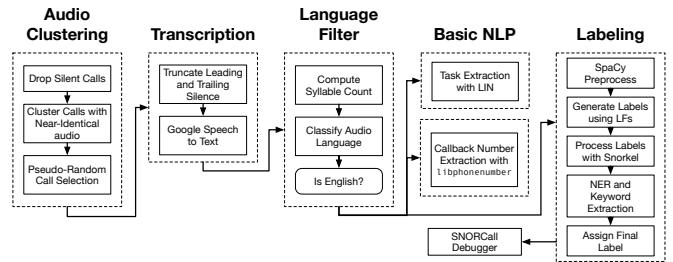 Audio
Clustering
Drop Silent Calls
Cluster Calls with
Near-Identical
audio
Pseudo-Random
Call Selection
Transcription
Truncate Leading
and Trailing
Silence
Google Speech
to Text
Language
Filter
Compute
Syllable Count
Classify Audio
Language
Is English?
Basic NLP
Task Extraction
with LIN
Callback Number
Extraction with
libphonenumber
Labeling
SpaCy
Preprocess
Generate Labels
using LFs
Process Labels
with Snorkel
NER and
Keyword
Extraction
Assign Final
Label
SNORCall
Debugger